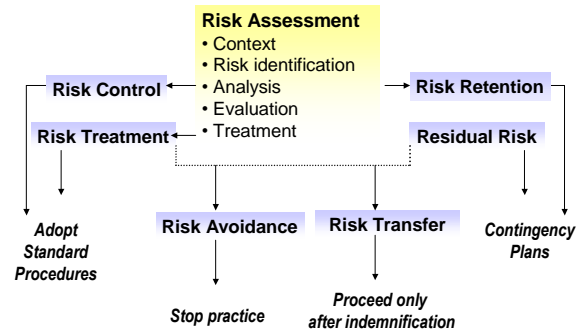 Risk Assessment
• Context
• Risk identification
• Analysis
• Evaluation
• Treatment
Risk Control
Risk Retention
Risk Treatment
Residual Risk
Adopt
Standard
Procedures
Risk Avoidance
Risk Transfer
Contingency
Plans
Stop practice
Proceed only
after indemnification